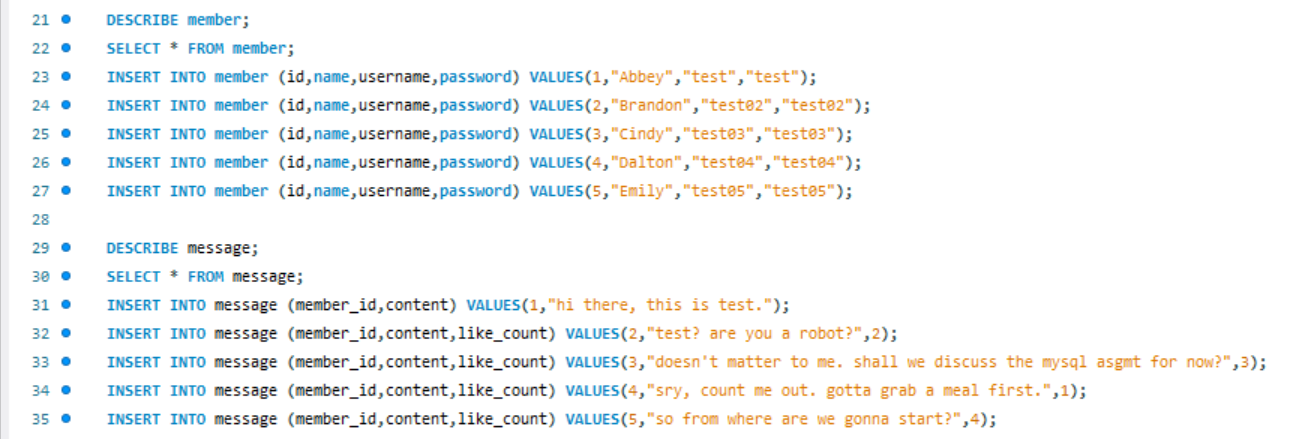 21 DESCRIBE member;
22 SELECT * FROM member;
23 INSERT INTO member (id,name,username,password) VALUES(1,"Abbey","test","test");
24 INSERT INTO member (id,name,username,password) VALUES(2,"Brandon","test02","test02");
25 INSERT INTO member (id,name,username,password) VALUES(3,"Cindy","test03","test03");
26 INSERT INTO member (id,name,username,password) VALUES(4,"Dalton","test04","test04");
27 INSERT INTO member (id,name,username,password) VALUES(5,"Emily","test05","test05");
28
29 DESCRIBE message;
30 SELECT * FROM message;
31 INSERT INTO message (member_id,content) VALUES(1,"hi there, this is test.");
32 INSERT INTO message (member_id,content,like_count) VALUES(2,"test? are you a robot?",2);
33 INSERT INTO message (member_id,content,like_count) VALUES(3,"doesn't matter to me. shall we discuss the mysql asgmt for now?",3);
34 INSERT INTO message (member_id,content,like_count) VALUES(4,"sry, count me out. gotta grab a meal first.",1);
35 INSERT INTO message (member_id,content,like_count) VALUES(5,"so from where are we gonna start?",4);